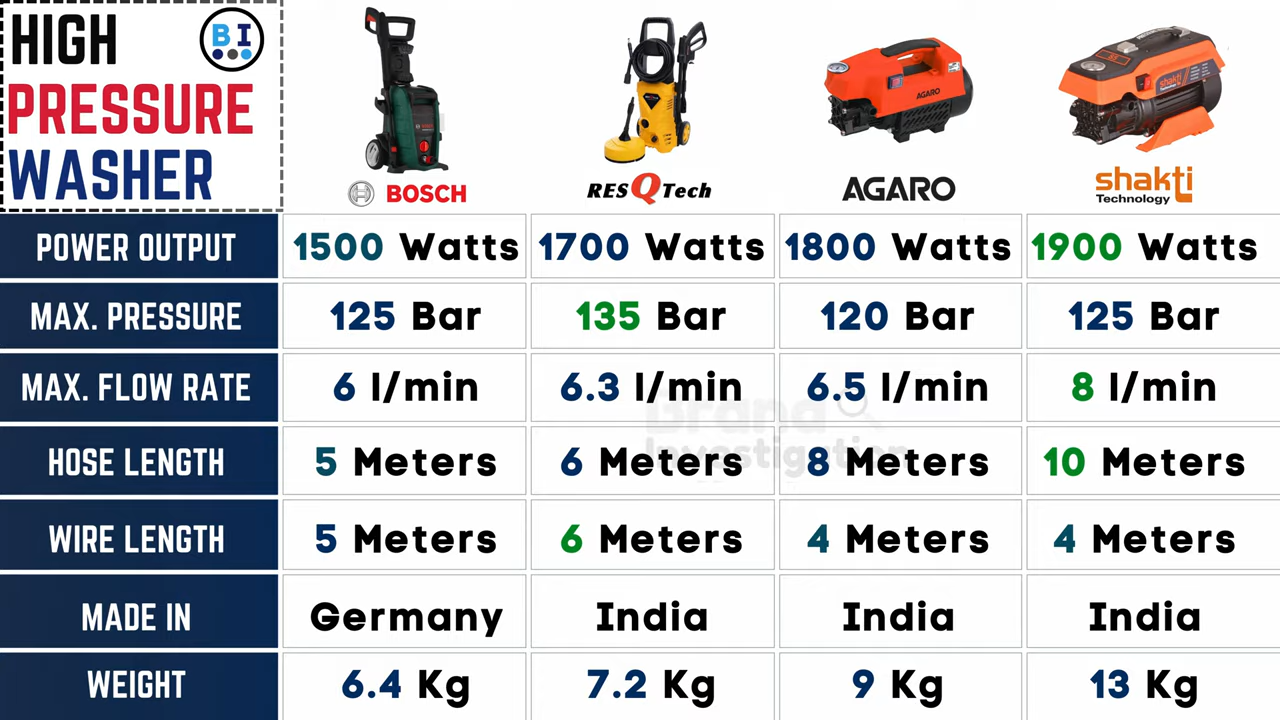 HIGH
PRESSURE
WASHER
BI
BOSCH
RESQTech
AGARO
AGARO
shakti
shakti
Technology
POWER OUTPUT 1500 Watts 1700 Watts 1800 Watts 1900 Watts
MAX. PRESSURE 125 Bar 135 Bar 120 Bar 125 Bar
MAX. FLOW RATE 6 l/min 6.3 l/min 6.5 l/min 8 l/min
Brand
Investigation
HOSE LENGTH 5 Meters 6 Meters 8 Meters 10 Meters
WIRE LENGTH 5 Meters 6 Meters 4 Meters 4 Meters
MADE IN Germany India India India
WEIGHT 6.4 Kg 7.2 Kg 9 Kg 13 Kg